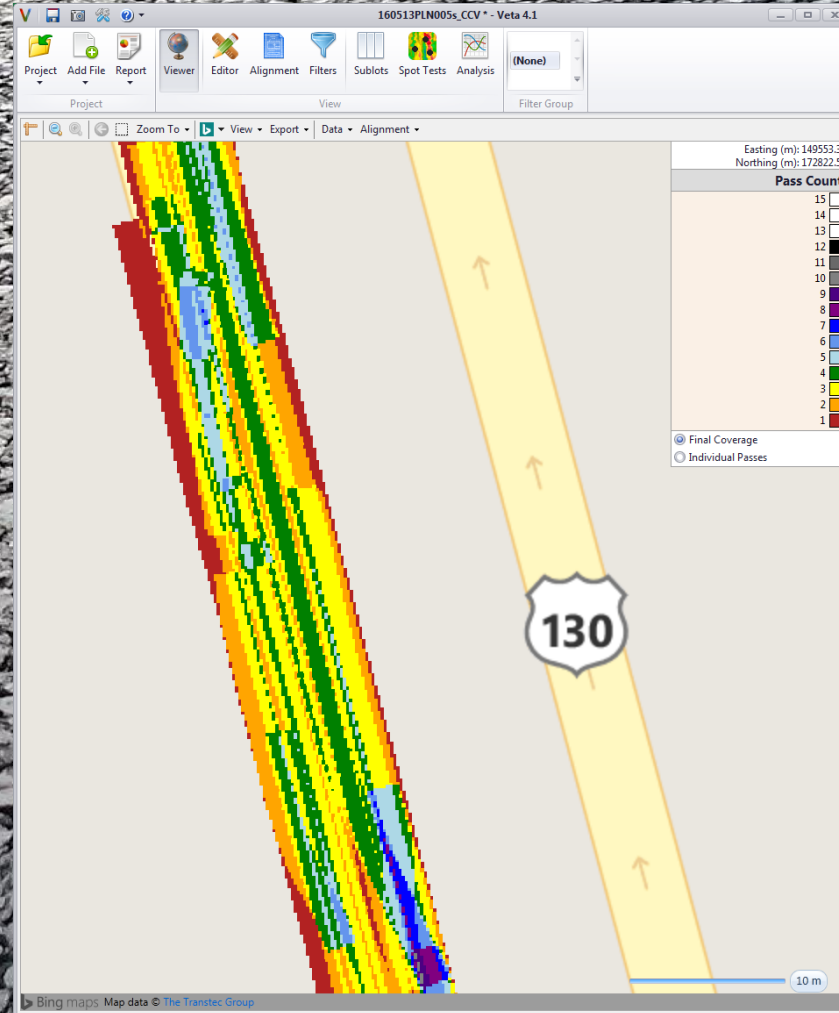 160513PLN005s_CCV * - Veta 4.1
Project Add File Report Viewer Editor Alignment Filters Sublots Spot Tests Analysis (None)
Project View Filter Group
Zoom To View Export Data Alignment
Easting (m): 149553.
Northing (m): 172822.
Pass Count
15
14
13
12
11
10
9
8
7
6
5
4
3
2
1
Final Coverage
Individual Passes
130
10 m
Bing maps Map data © The Transtec Group